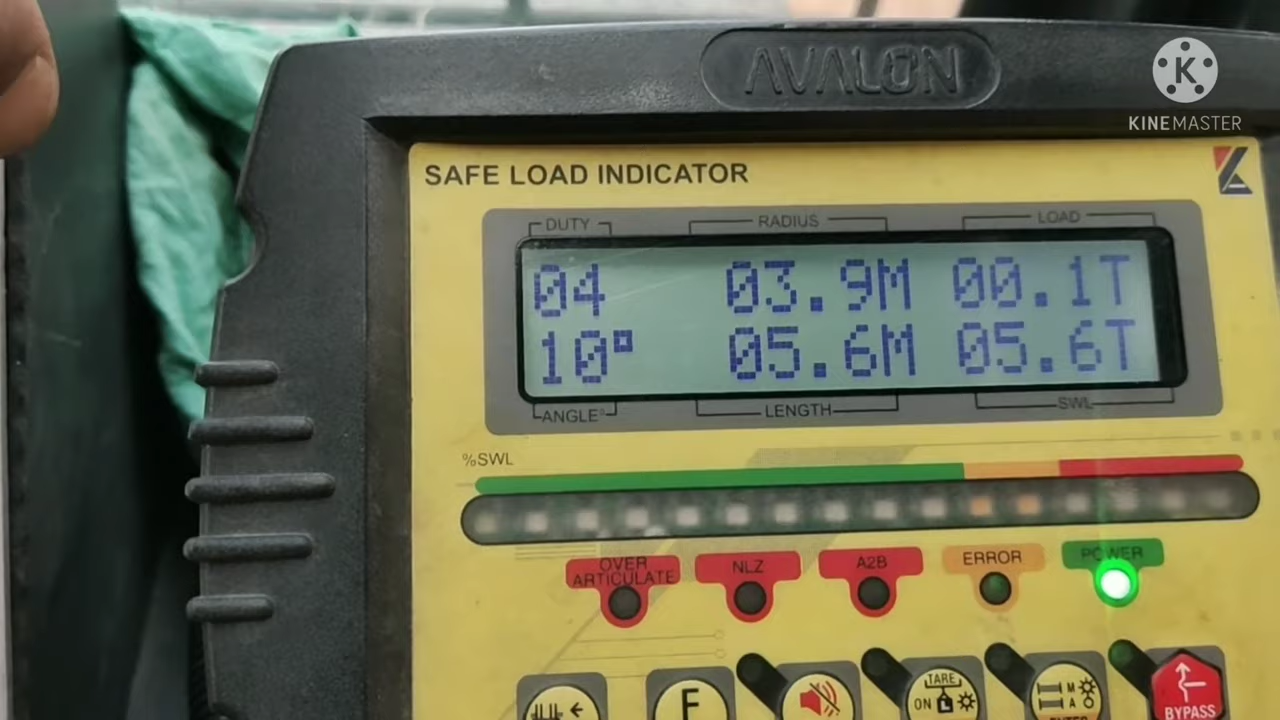 AVALON
K
KINEMASTER
SAFE LOAD INDICATOR
DUTY RADIUS LOAD
04 03.9M 00.1T
10° 05.6M 05.6T
ANGLE° LENGTH SWL
%SWL
OVER ARTICULATE
NLZ
A2B
ERROR
POWER
F
TARE
ON
M
A
BYPASS